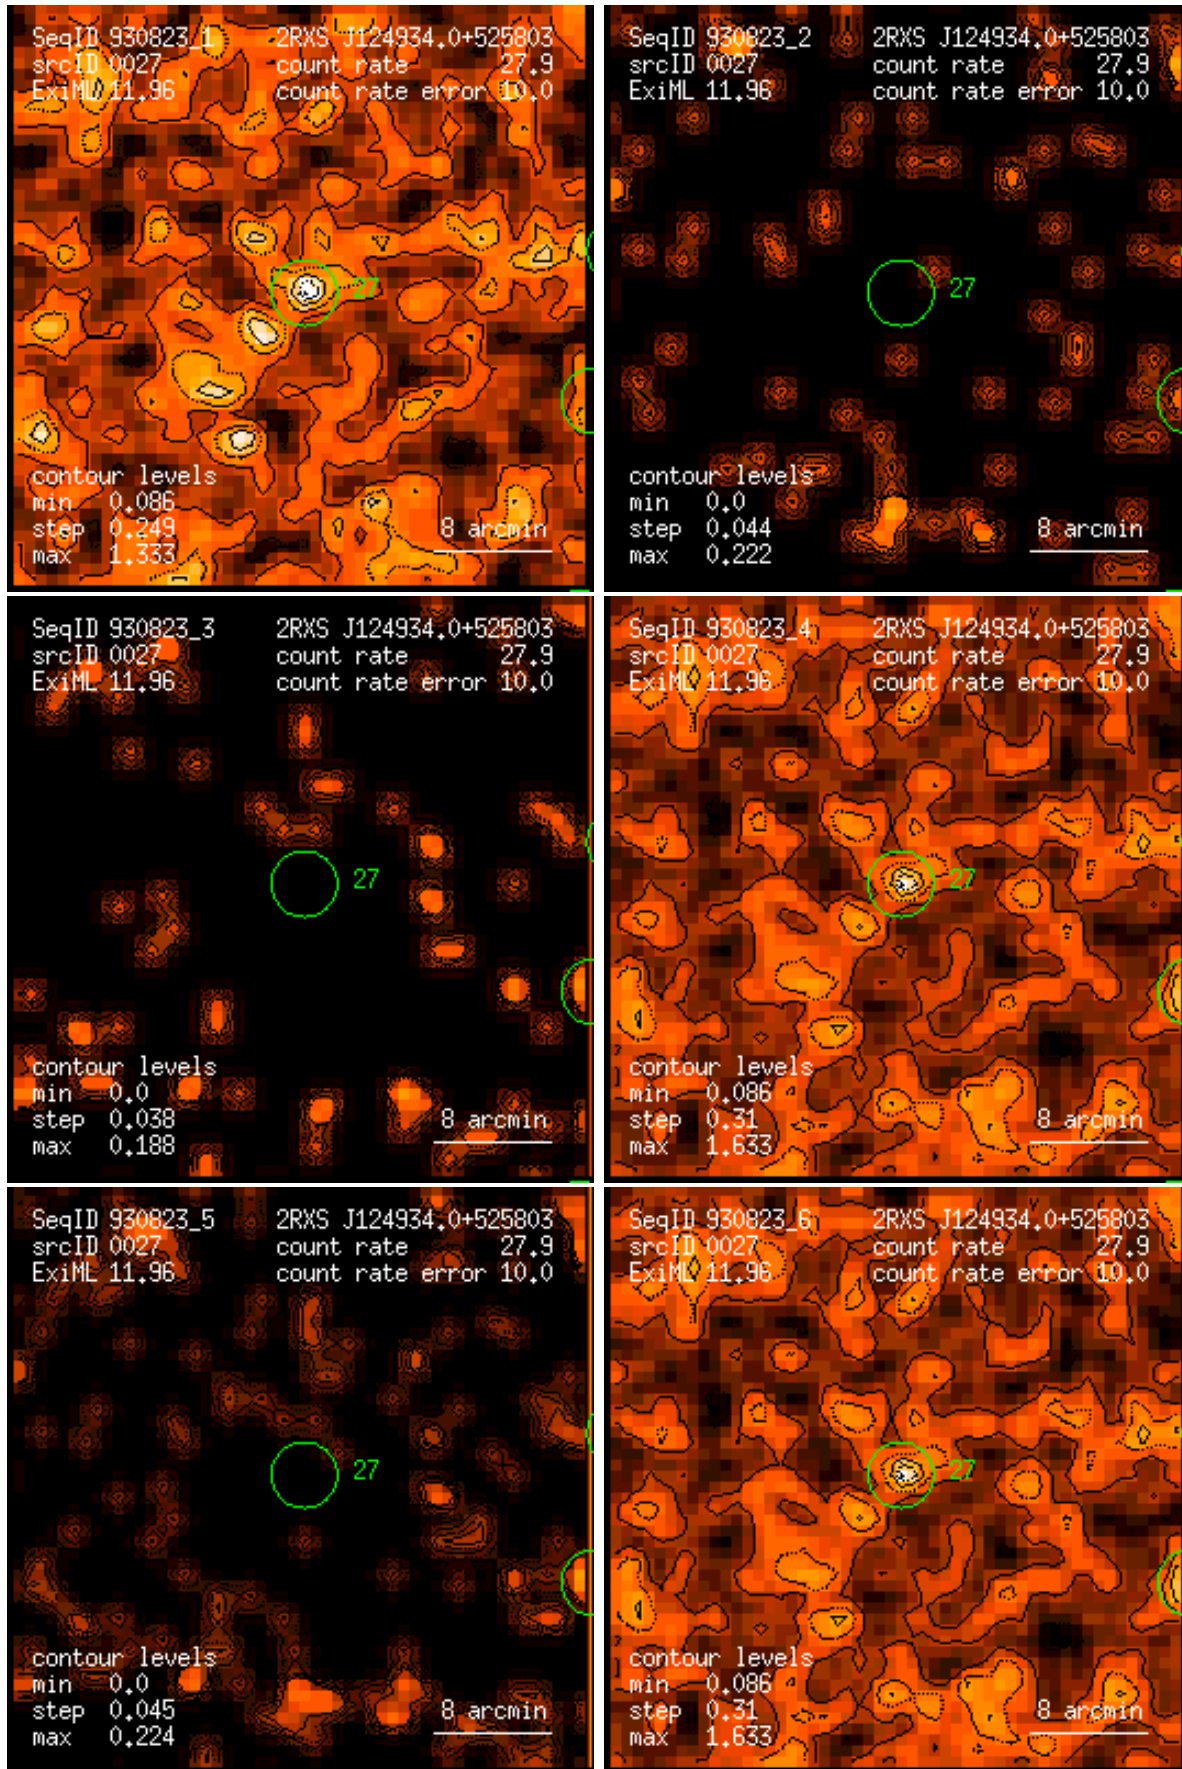 SeqID 930823_1 2RXS J124934.0+525803
srcID 0027 count rate 27.9
ExiML 11.96 count rate error 10.0
27
contour levels
min 0.086
step 0.249 8 arcmin
max 1.333
SeqID 930823_2 2RXS J124934.0+525803
srcID 0027 count rate 27.9
ExiML 11.96 count rate error 10.0
27
contour levels
min 0.0
step 0.044 8 arcmin
max 0.222
SeqID 930823_3 2RXS J124934.0+525803
srcID 0027 count rate 27.9
ExiML 11.96 count rate error 10.0
27
contour levels
min 0.0
step 0.038 8 arcmin
max 0.188
SeqID 930823_4 2RXS J124934.0+525803
srcID 0027 count rate 27.9
ExiML 11.96 count rate error 10.0
27
contour levels
min 0.086
step 0.31 8 arcmin
max 1.633
SeqID 930823_5 2RXS J124934.0+525803
srcID 0027 count rate 27.9
ExiML 11.96 count rate error 10.0
27
contour levels
min 0.0
step 0.045 8 arcmin
max 0.224
SeqID 930823_6 2RXS J124934.0+525803
srcID 0027 count rate 27.9
ExiML 11.96 count rate error 10.0
27
contour levels
min 0.086
step 0.31 8 arcmin
max 1.633